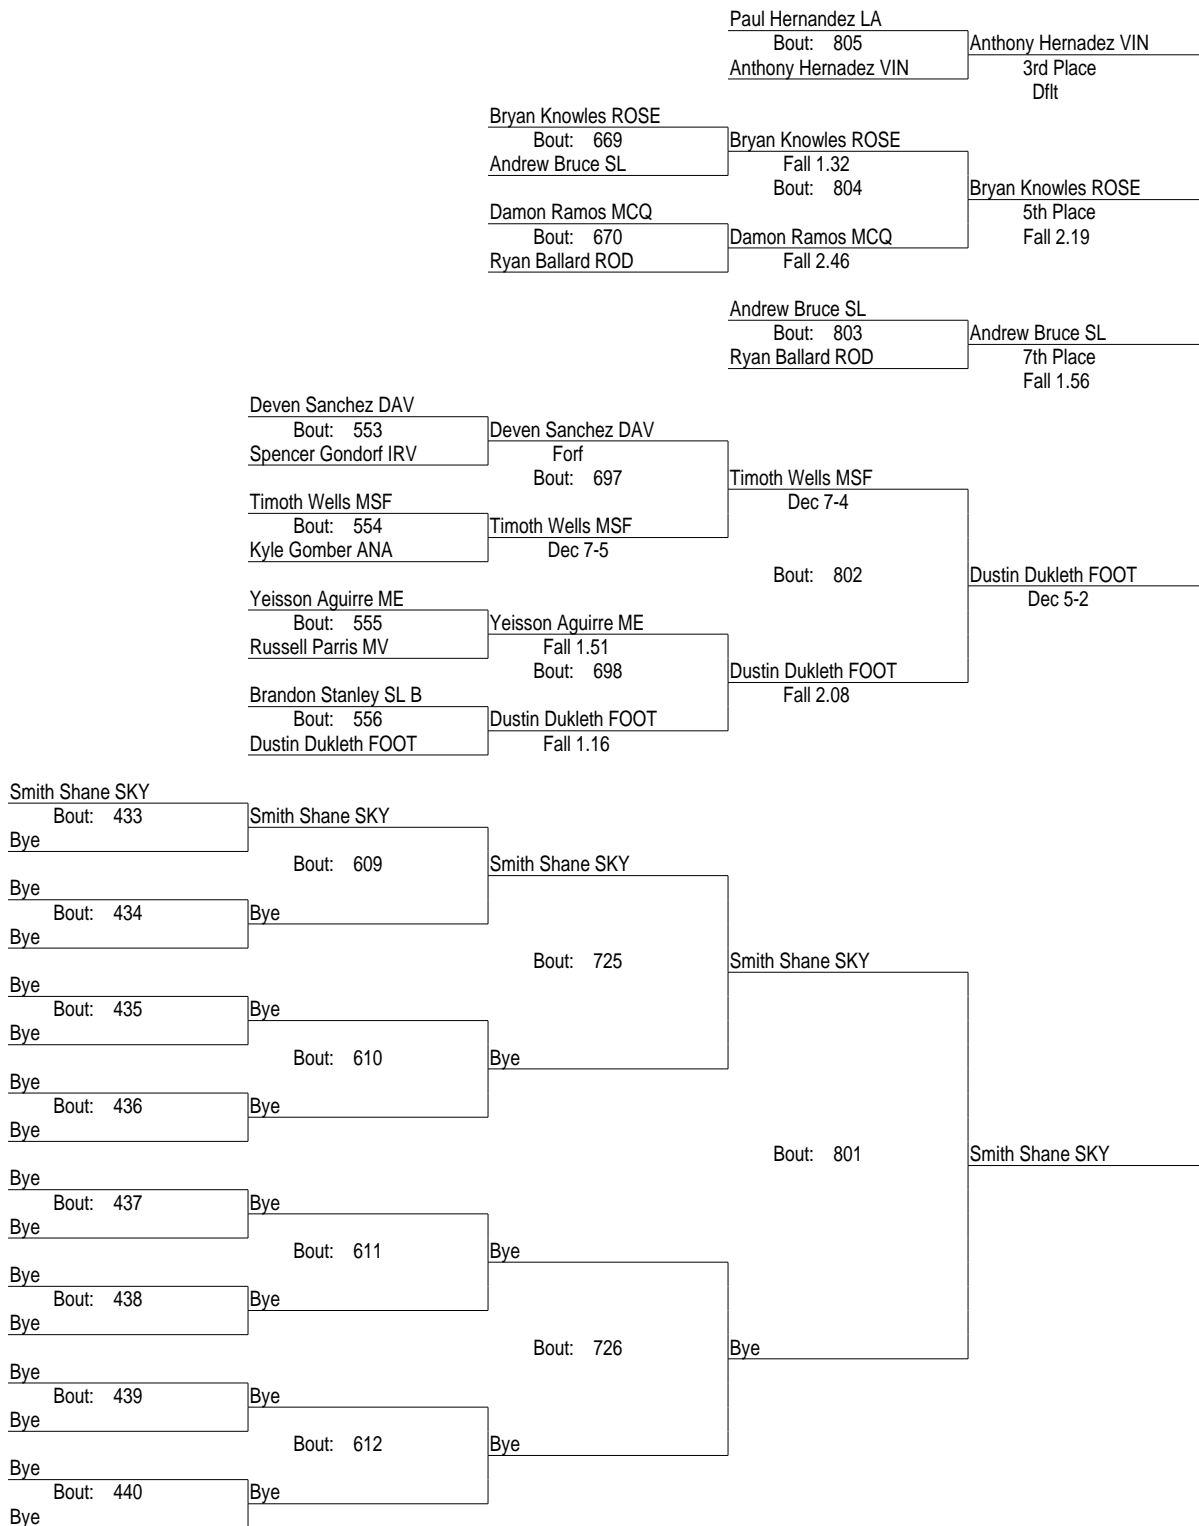 Paul Hernandez LA
Bout: 805
Anthony Hernadez VIN
Anthony Hernadez VIN
3rd Place
Dflt
Bryan Knowles ROSE
Bout: 669
Andrew Bruce SL
Bryan Knowles ROSE
Fall 1.32
Bout: 804
Bryan Knowles ROSE
5th Place
Fall 2.19
Damon Ramos MCQ
Bout: 670
Ryan Ballard ROD
Damon Ramos MCQ
Fall 2.46
Andrew Bruce SL
Bout: 803
Ryan Ballard ROD
Andrew Bruce SL
7th Place
Fall 1.56
Deven Sanchez DAV
Bout: 553
Spencer Gondorf IRV
Deven Sanchez DAV
Forf
Bout: 697
Timoth Wells MSF
Dec 7-4
Timoth Wells MSF
Bout: 554
Kyle Gomber ANA
Timoth Wells MSF
Dec 7-5
Bout: 802
Dustin Dukleth FOOT
Dec 5-2
Yeisson Aguirre ME
Bout: 555
Russell Parris MV
Yeisson Aguirre ME
Fall 1.51
Bout: 698
Dustin Dukleth FOOT
Fall 2.08
Brandon Stanley SL B
Bout: 556
Dustin Dukleth FOOT
Dustin Dukleth FOOT
Fall 1.16
Smith Shane SKY
Bout: 433
Bye
Smith Shane SKY
Bout: 609
Smith Shane SKY
Bye
Bout: 434
Bye
Bye
Bout: 725
Smith Shane SKY
Bye
Bout: 435
Bye
Bye
Bout: 610
Bye
Bye
Bout: 436
Bye
Bye
Bout: 801
Smith Shane SKY
Bye
Bout: 437
Bye
Bye
Bout: 611
Bye
Bye
Bout: 438
Bye
Bye
Bout: 726
Bye
Bye
Bout: 439
Bye
Bye
Bout: 612
Bye
Bye
Bout: 440
Bye
Bye